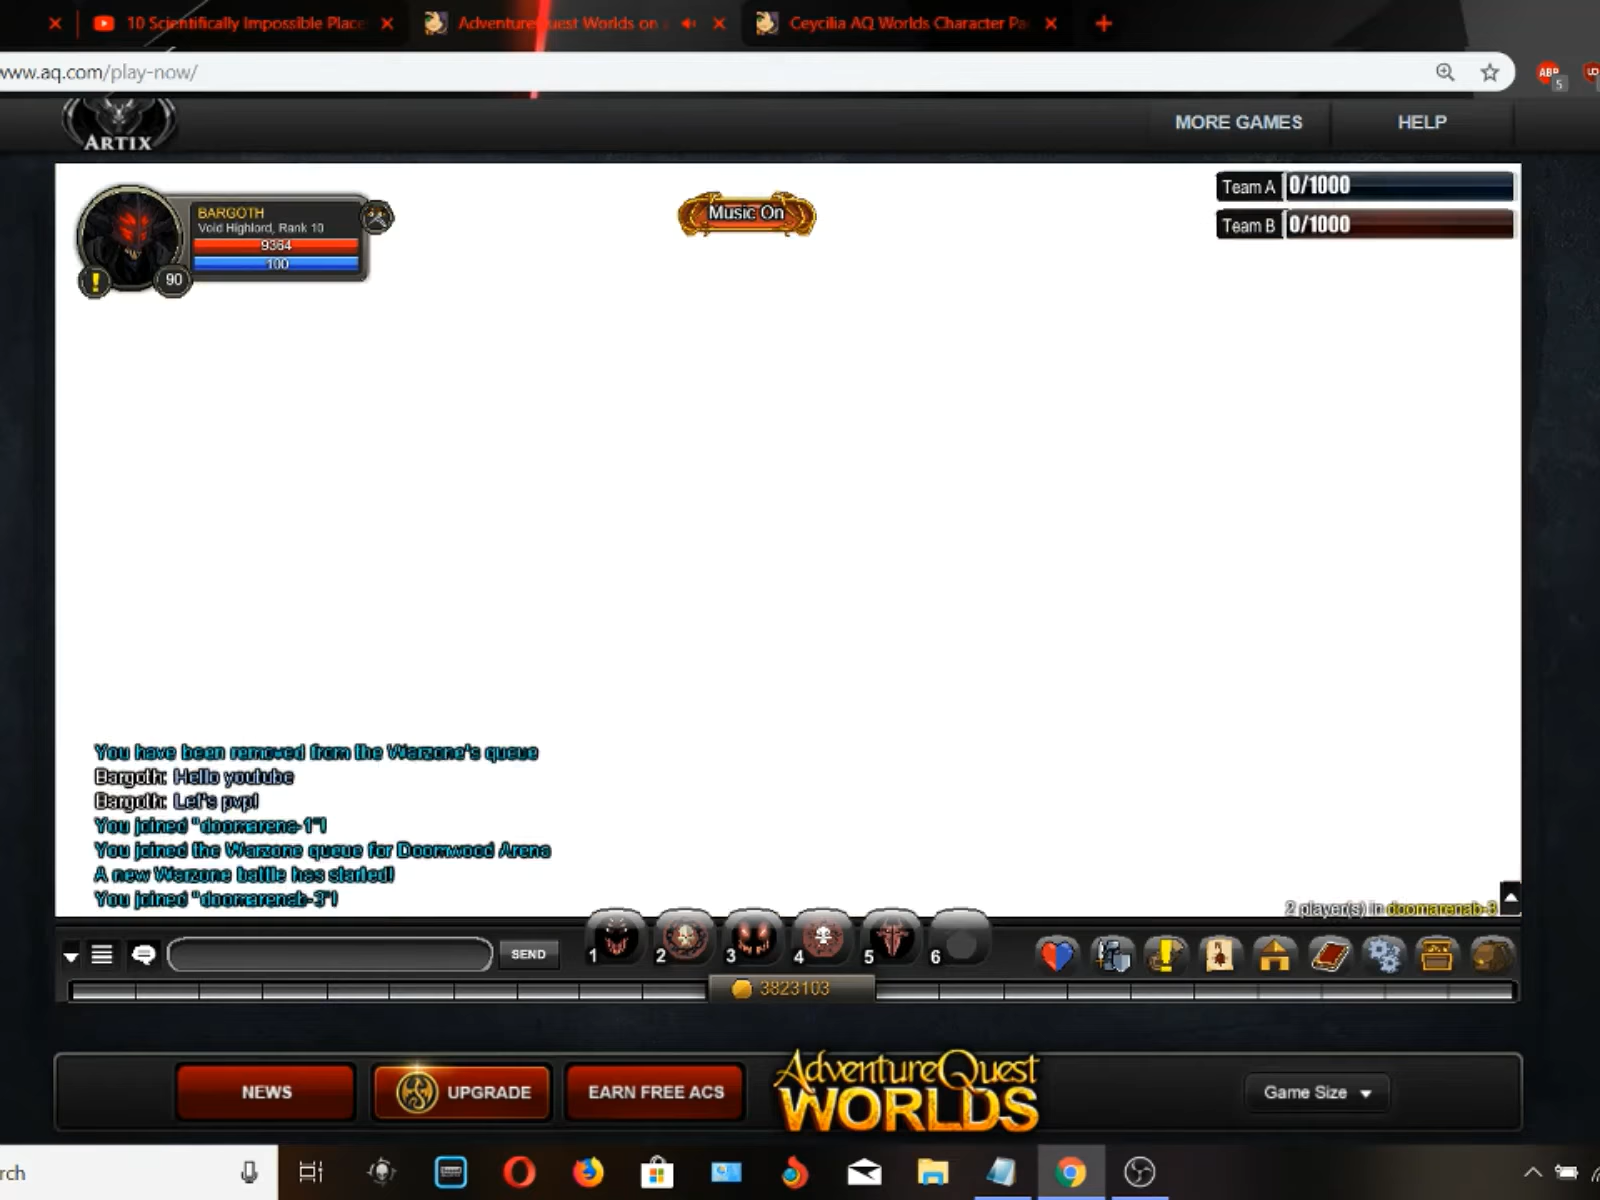 10 Scientifically Impossible Place
AdventureQuest Worlds on
Ceycilia AQ Worlds Character Pa
www.aq.com/play-now/
ABP
5
UO
ARTIX
MORE GAMES
HELP
BARGOTH
Void Highlord, Rank 10
9364
100
90
Music On
Team A 0/1000
Team B 0/1000
You have been removed from the Warzone's queue
Bargoth: Hello youtube
Bargoth: Let's pvp!
You joined "doomarena-1"!
You joined the Warzone queue for Doomwood Arena
A new Warzone battle has started!
You joined "doomarenab-3"!
2 player(s) in doomarenab-3
SEND
1 2 3 4 5 6
3823103
NEWS
UPGRADE
EARN FREE ACS
AdventureQuest
WORLDS
Game Size
rch